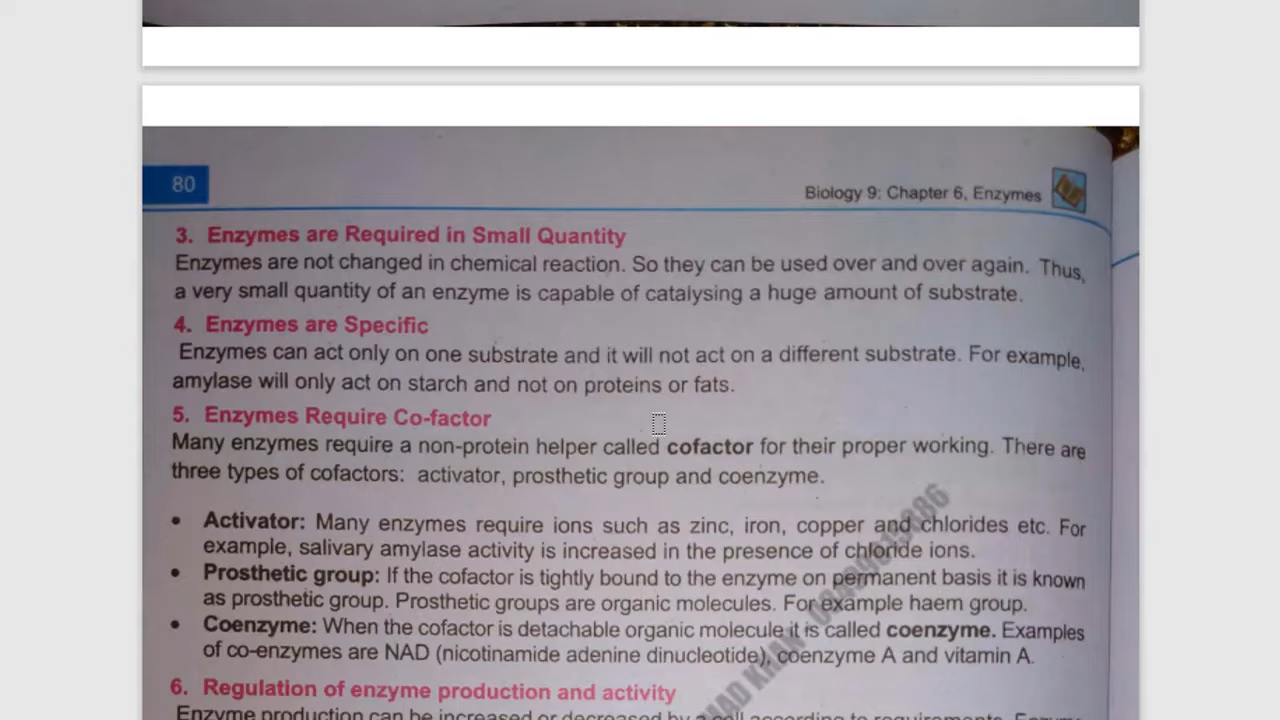 80
Biology 9: Chapter 6, Enzymes
3. Enzymes are Required in Small Quantity
Enzymes are not changed in chemical reaction. So they can be used over and over again. Thus,
a very small quantity of an enzyme is capable of catalysing a huge amount of substrate.
4. Enzymes are Specific
Enzymes can act only on one substrate and it will not act on a different substrate. For example,
amylase will only act on starch and not on proteins or fats.
5. Enzymes Require Co-factor
Many enzymes require a non-protein helper called cofactor for their proper working. There are
three types of cofactors: activator, prosthetic group and coenzyme.
• Activator: Many enzymes require ions such as zinc, iron, copper and chlorides etc. For
example, salivary amylase activity is increased in the presence of chloride ions.
• Prosthetic group: If the cofactor is tightly bound to the enzyme on permanent basis it is known
as prosthetic group. Prosthetic groups are organic molecules. For example haem group.
• Coenzyme: When the cofactor is detachable organic molecule it is called coenzyme. Examples
of co-enzymes are NAD (nicotinamide adenine dinucleotide), coenzyme A and vitamin A.
6. Regulation of enzyme production and activity
Enzyme production can be increased or decreased by a cell according to requirements.
KHAN